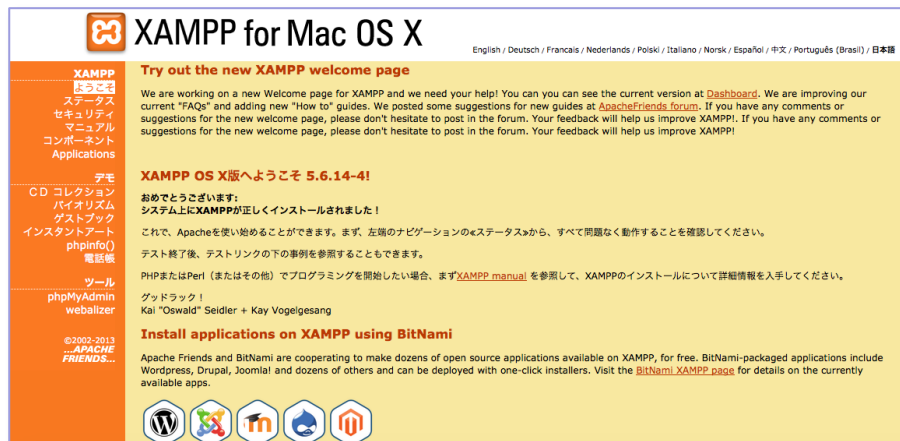 XAMPP for Mac OS X
English / Deutsch / Francais / Nederlands / Polski / Italiano / Norsk / Español / 中文 / Português (Brasil) / 日本語
XAMPP
ようこそ
ステータス
セキュリティ
マニュアル
コンポーネント
Applications
デモ
CD コレクション
バイオリズム
ゲストブック
インスタントアート
phpinfo()
電話帳
ツール
phpMyAdmin
webalizer
©2002-2013
...APACHE
FRIENDS...
Try out the new XAMPP welcome page
We are working on a new Welcome page for XAMPP and we need your help! You can you can see the current version at Dashboard. We are improving our
current "FAQs" and adding new "How to" guides. We posted some suggestions for new guides at ApacheFriends forum. If you have any comments or
suggestions for the new welcome page, please don't hesitate to post in the forum. Your feedback will help us improve XAMPP!. If you have any comments or
suggestions for the new welcome page, please don't hesitate to post in the forum. Your feedback will help us improve XAMPP!
XAMPP OS X版へようこそ 5.6.14-4!
おめでとうございます:
システム上にXAMPPが正しくインストールされました！
これで、Apacheを使い始めることができます。まず、左端のナビゲーションの≪ステータス≫から、すべて問題なく動作することを確認してください。
テスト終了後、テストリンクの下の事例を参照することもできます。
PHPまたはPerl（またはその他）でプログラミングを開始したい場合、まずXAMPP manual を参照して、XAMPPのインストールについて詳細情報を入手してください。
グッドラック！
Kai "Oswald" Seidler + Kay Vogelgesang
Install applications on XAMPP using BitNami
Apache Friends and BitNami are cooperating to make dozens of open source applications available on XAMPP, for free. BitNami-packaged applications include
Wordpress, Drupal, Joomla! and dozens of others and can be deployed with one-click installers. Visit the BitNami XAMPP page for details on the currently
available apps.